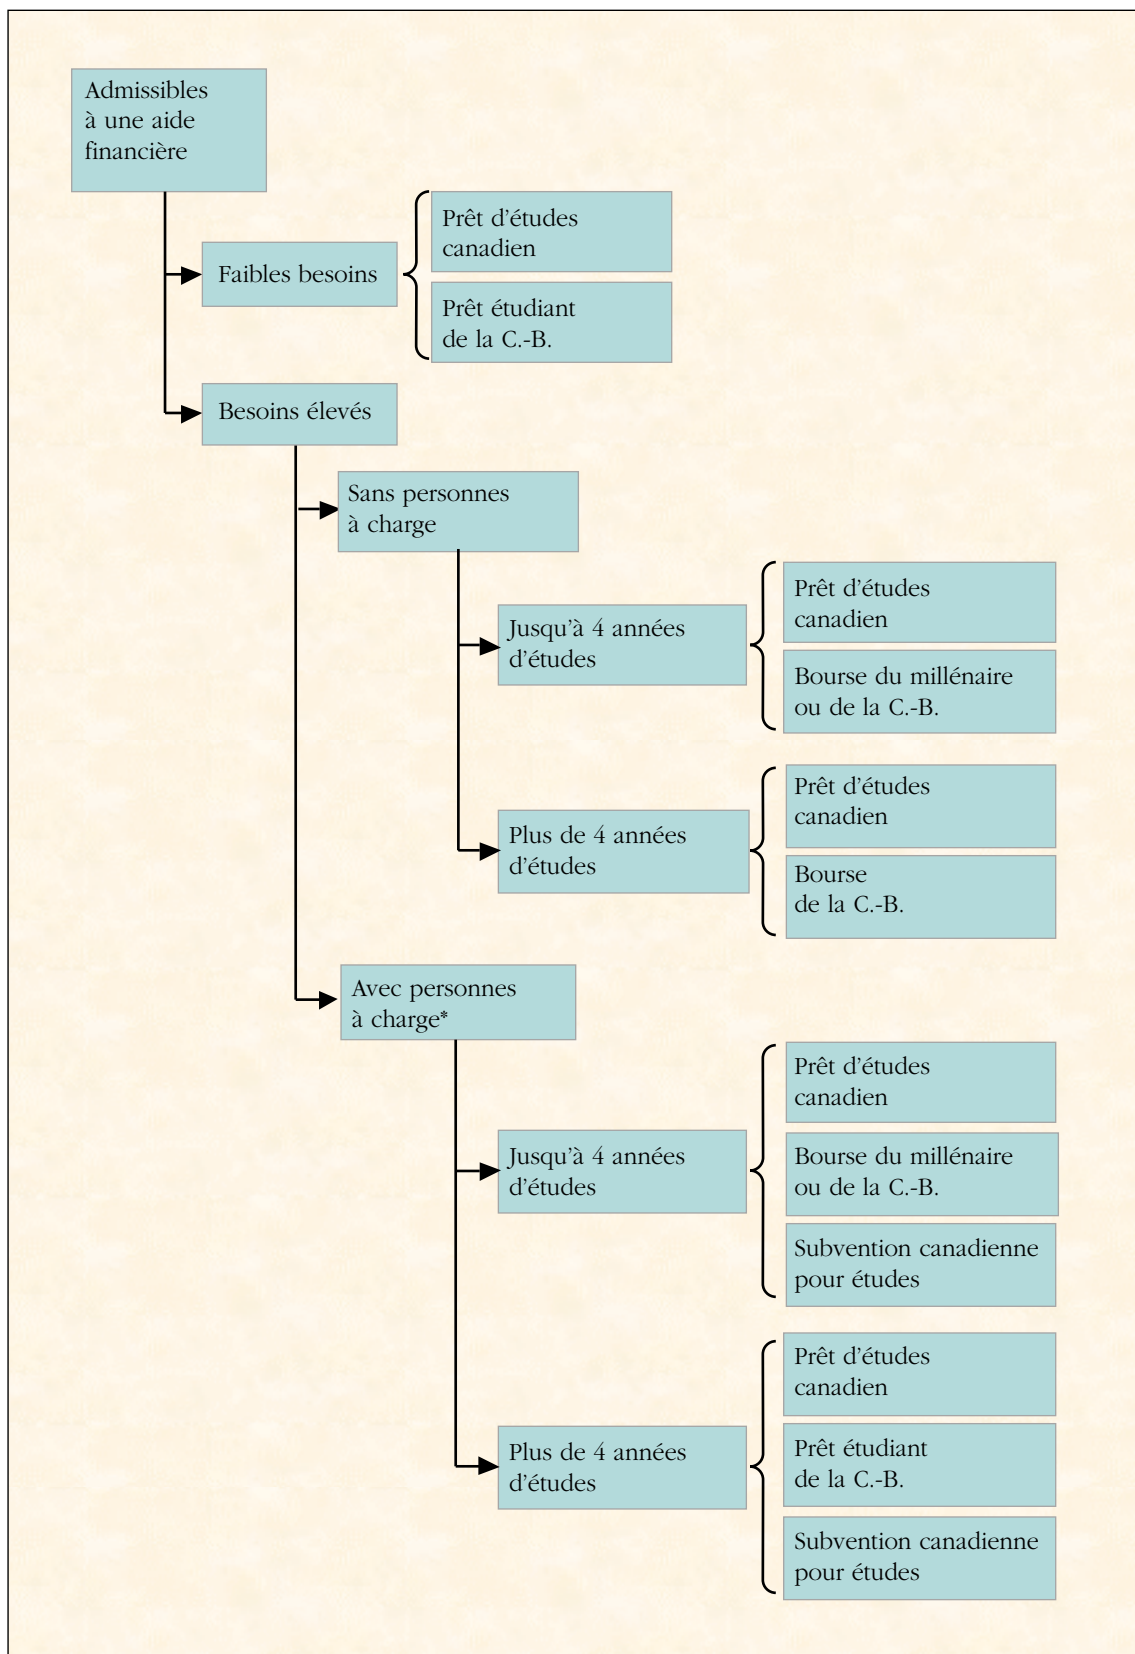 Admissibles
à une aide
financière
Faibles besoins
Prêt d'études
canadien
Prêt étudiant
de la C.-B.
Besoins élevés
Sans personnes
à charge
Jusqu'à 4 années
d'études
Prêt d'études
canadien
Bourse du millénaire
ou de la C.-B.
Plus de 4 années
d'études
Prêt d'études
canadien
Bourse
de la C.-B.
Avec personnes
à charge*
Jusqu'à 4 années
d'études
Prêt d'études
canadien
Bourse du millénaire
ou de la C.-B.
Subvention canadienne
pour études
Plus de 4 années
d'études
Prêt d'études
canadien
Prêt étudiant
de la C.-B.
Subvention canadienne
pour études